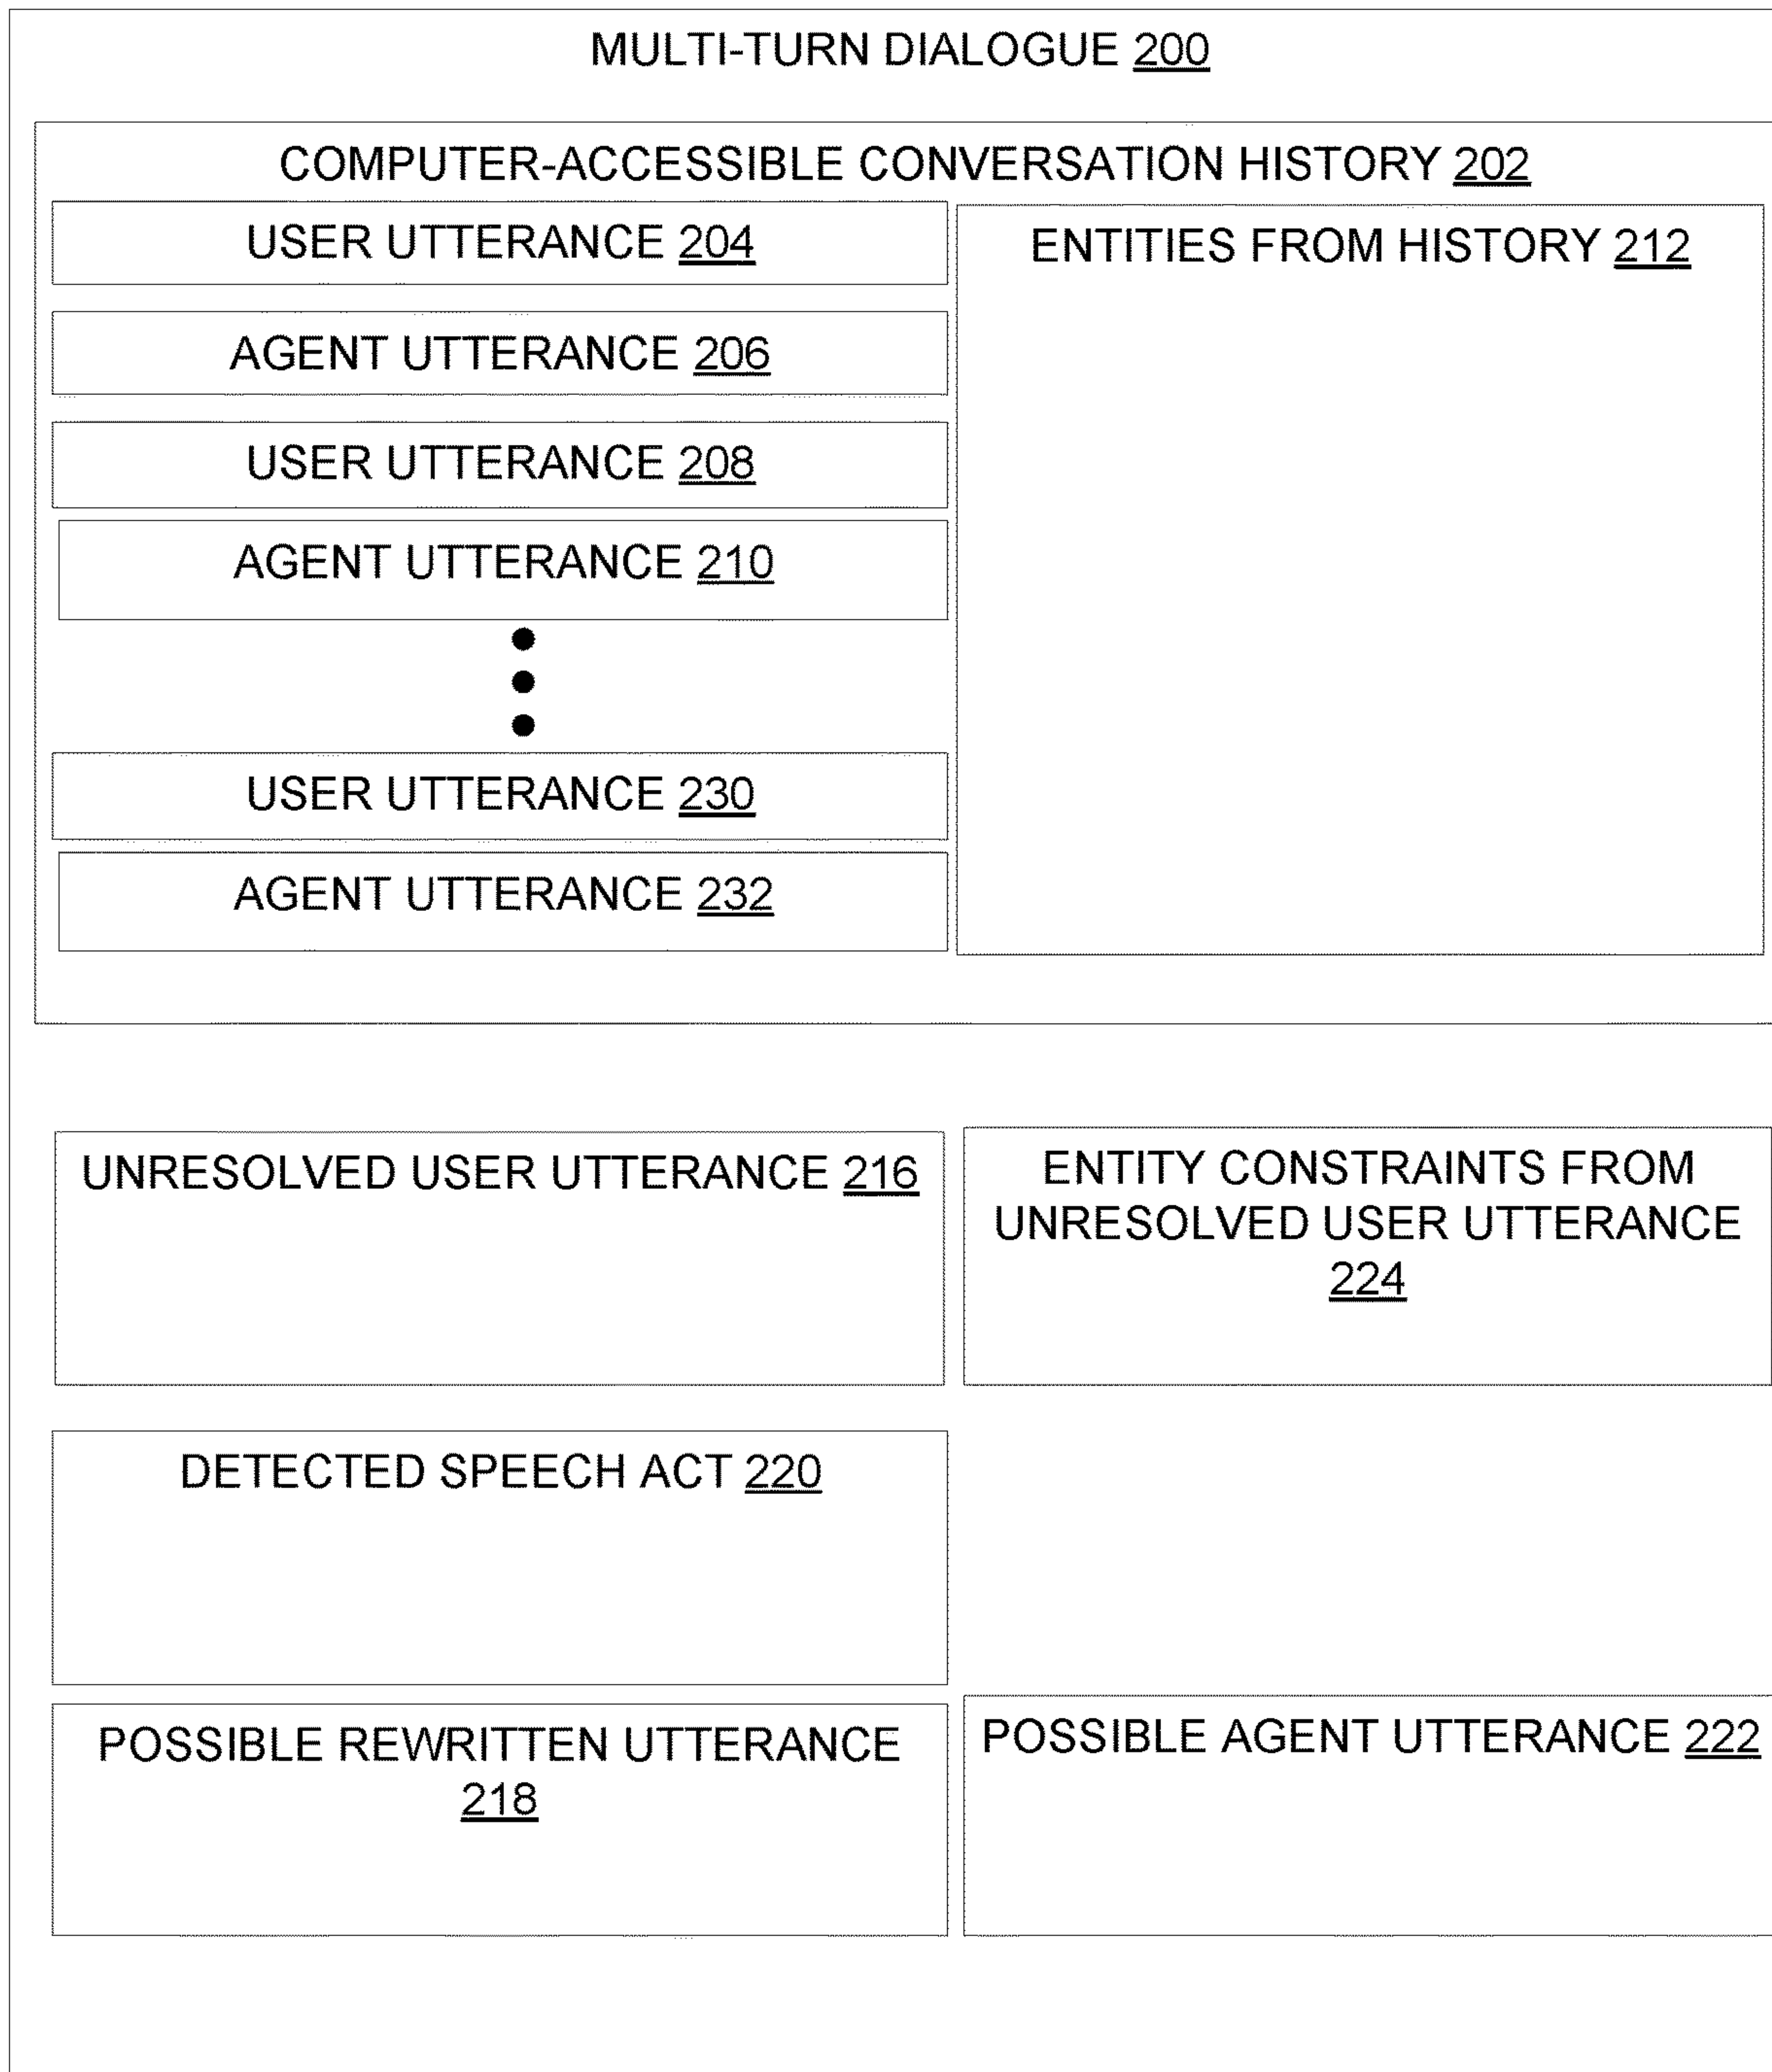 MULTI-TURN DIALOGUE 200
COMPUTER-ACCESSIBLE CONVERSATION HISTORY 202
USER UTTERANCE 204
AGENT UTTERANCE 206
USER UTTERANCE 208
AGENT UTTERANCE 210
USER UTTERANCE 230
AGENT UTTERANCE 232
ENTITIES FROM HISTORY 212
UNRESOLVED USER UTTERANCE 216
ENTITY CONSTRAINTS FROM
UNRESOLVED USER UTTERANCE
224
DETECTED SPEECH ACT 220
POSSIBLE REWRITTEN UTTERANCE
218
POSSIBLE AGENT UTTERANCE 222